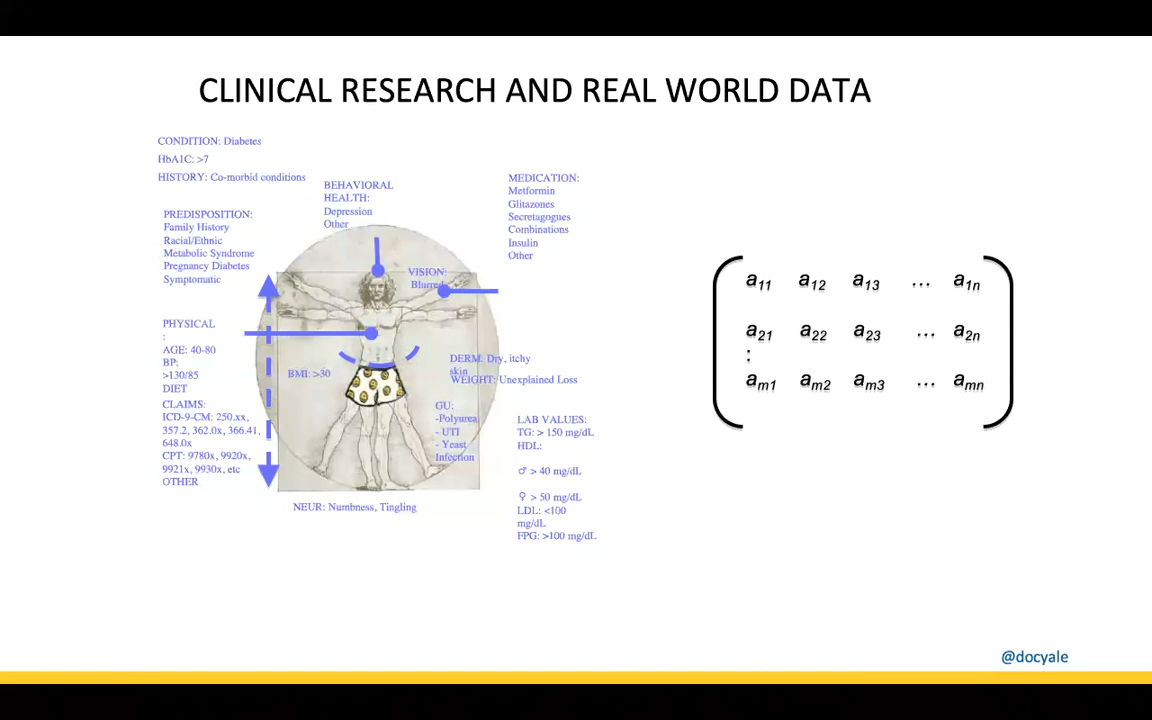 CLINICAL RESEARCH AND REAL WORLD DATA
CONDITION: Diabetes
HbA1C: >7
HISTORY: Co-morbid conditions
BEHAVIORAL
HEALTH:
Depression
Other
MEDICATION:
Metformin
Glitazones
Secretagogues
Combinations
Insulin
Other
PREDISPOSITION:
Family History
Racial/Ethnic
Metabolic Syndrome
Pregnancy Diabetes
Symptomatic
VISION:
Blurred
PHYSICAL
:
AGE: 40-80
BP:
>130/85
DIET
CLAIMS:
ICD-9-CM: 250.xx,
357.2, 362.0x, 366.41,
648.0x
CPT: 9780x, 9920x,
9921x, 9930x, etc
OTHER
BMI: >30
DERM: Dry, itchy
skin
WEIGHT: Unexplained Loss
GU:
-Polyurea
- UTI
- Yeast
Infection
LAB VALUES:
TG: > 150 mg/dL
HDL:
♂ > 40 mg/dL
♀ > 50 mg/dL
LDL: <100
mg/dL
FPG: >100 mg/dL
NEUR: Numbness, Tingling
a11 a12 a13 ... a1n
a21 a22 a23 ... a2n
:
am1 am2 am3 ... amn
@docyale